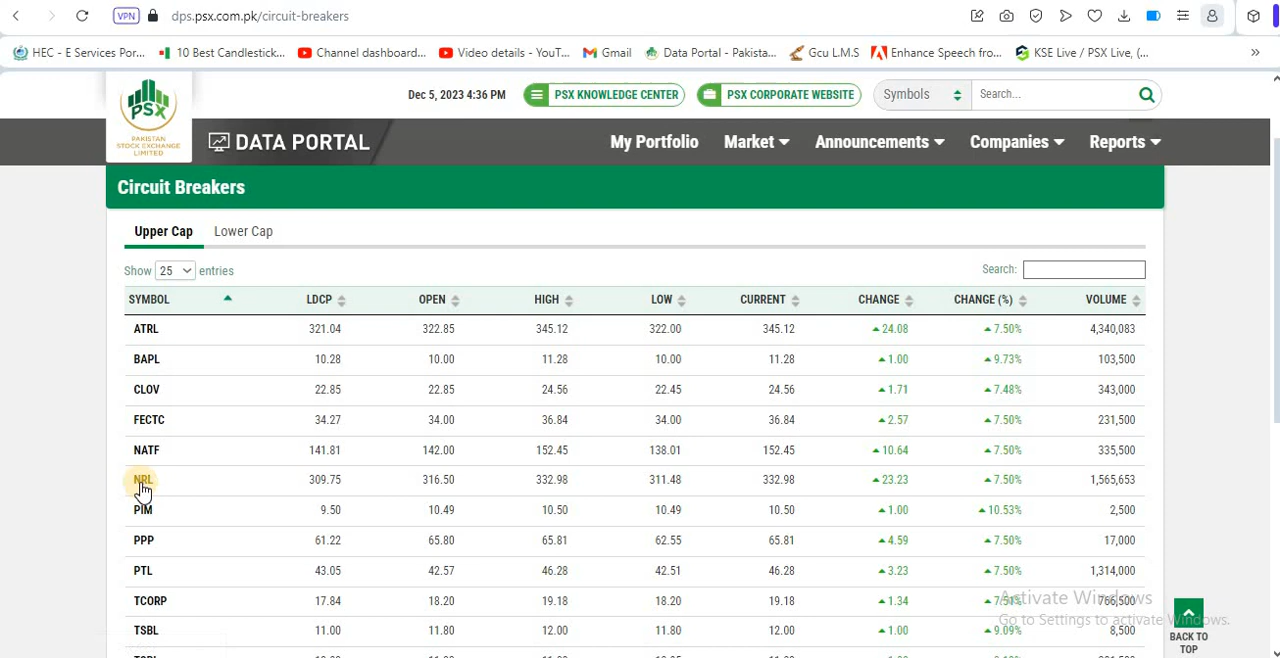 VPN dps.psx.com.pk/circuit-breakers
HEC - E Services Por... 10 Best Candlestick... Channel dashboard... Video details - YouT... Gmail Data Portal - Pakista... Gcu L.M.S Enhance Speech fro... KSE Live / PSX Live, (... »
PSX
PAKISTAN
STOCK EXCHANGE
LIMITED
Dec 5, 2023 4:36 PM PSX KNOWLEDGE CENTER PSX CORPORATE WEBSITE Symbols Search...
DATA PORTAL My Portfolio Market Announcements Companies Reports
Circuit Breakers
Upper Cap Lower Cap
Show 25 entries Search:
SYMBOL LDCP OPEN HIGH LOW CURRENT CHANGE CHANGE (%) VOLUME
ATRL 321.04 322.85 345.12 322.00 345.12 24.08 7.50% 4,340,083
BAPL 10.28 10.00 11.28 10.00 11.28 1.00 9.73% 103,500
CLOV 22.85 22.85 24.56 22.45 24.56 1.71 7.48% 343,000
FECTC 34.27 34.00 36.84 34.00 36.84 2.57 7.50% 231,500
NATF 141.81 142.00 152.45 138.01 152.45 10.64 7.50% 335,500
NRL 309.75 316.50 332.98 311.48 332.98 23.23 7.50% 1,565,653
PIM 9.50 10.49 10.50 10.49 10.50 1.00 10.53% 2,500
PPP 61.22 65.80 65.81 62.55 65.81 4.59 7.50% 17,000
PTL 43.05 42.57 46.28 42.51 46.28 3.23 7.50% 1,314,000
TCORP 17.84 18.20 19.18 18.20 19.18 1.34 766,500
TSBL 11.00 11.80 12.00 11.80 12.00 1.00 9.09% 8,500
Activate Windows
Go to Settings to activate Windows.
BACK TO
TOP